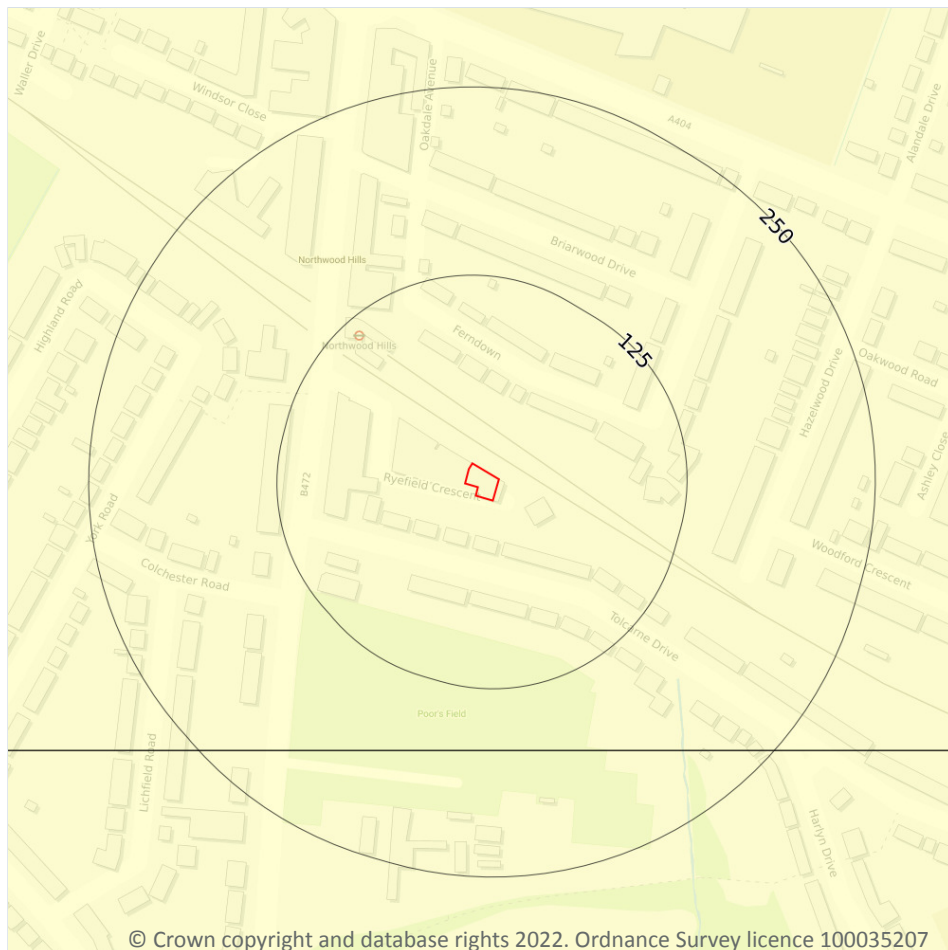 Waller Drive
Windsor Close
Oakdale Avenue
A404
Alandale Drive
250
Briarwood Drive
Northwood Hills
Highland Road
Northwood Hills
Ferndown
125
Oakwood Road
Hazelwood Drive
Ashley Close
B472
Ryefield Crescent
York Road
Colchester Road
Woodford Crescent
Tolcarne Drive
Poor's Field
Lichfield Road
Harlyn Drive
© Crown copyright and database rights 2022. Ordnance Survey licence 100035207